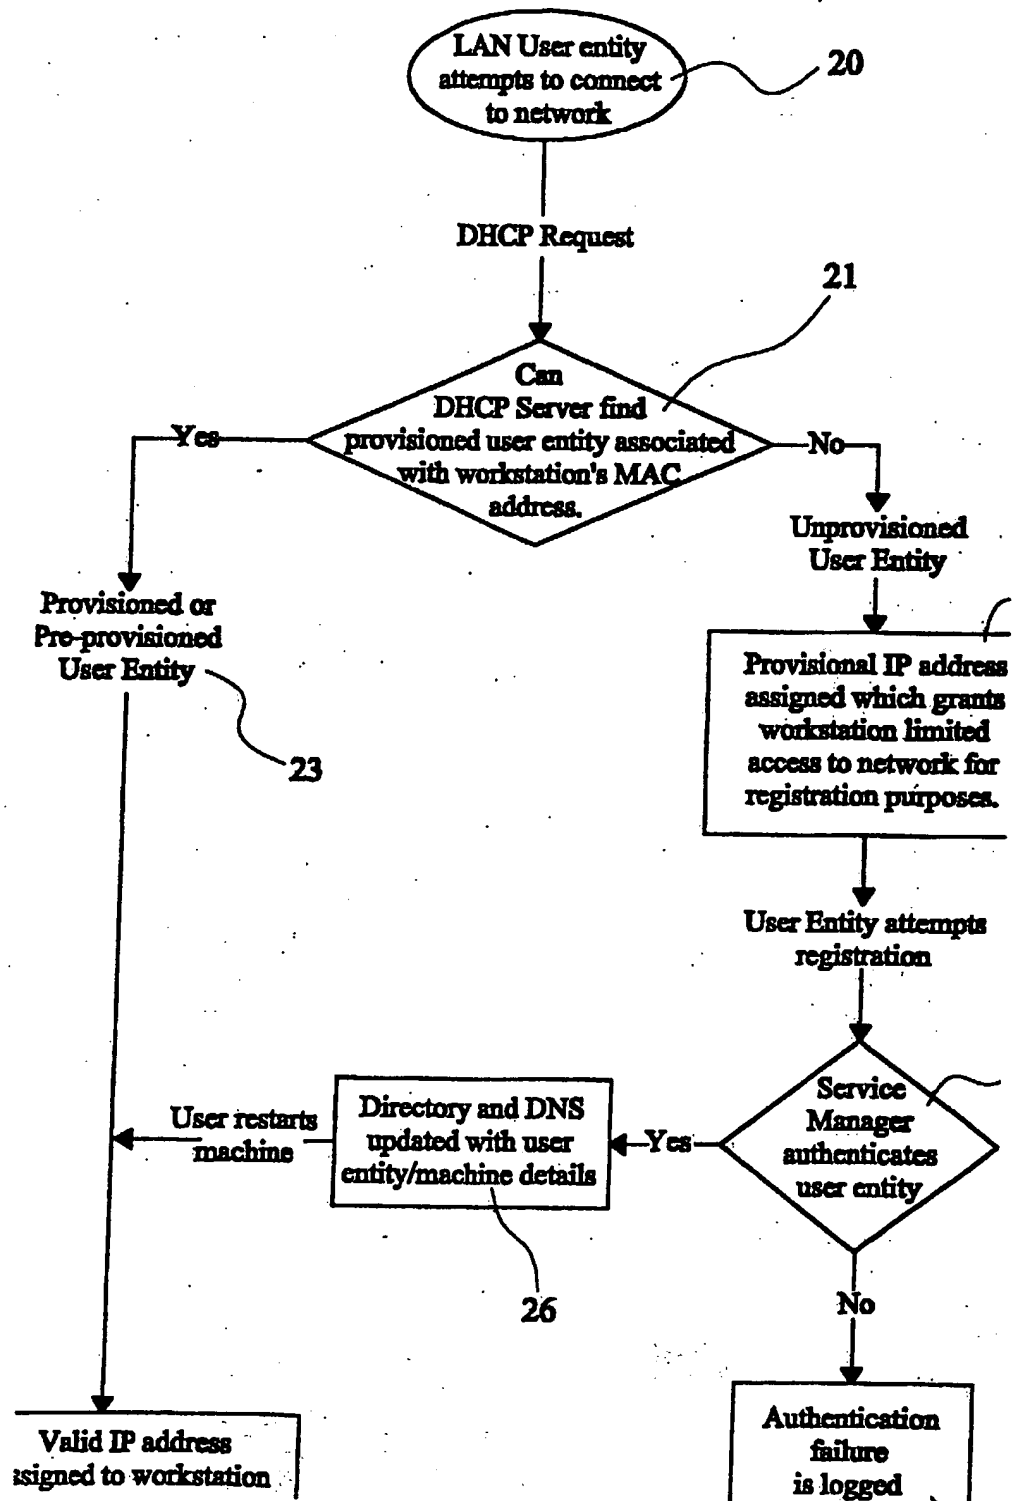 LAN User entity
attempts to connect
to network
20
DHCP Request
21
Can
DHCP Server find
provisioned user entity associated
with workstation's MAC
address.
Yes
No
Unprovisioned
User Entity
Provisioned or
Pre-provisioned
User Entity
23
Provisional IP address
assigned which grants
workstation limited
access to network for
registration purposes.
User Entity attempts
registration
Service
Manager
authenticates
user entity
Yes
Directory and DNS
updated with user
entity/machine details
User restarts
machine
26
No
Valid IP address
ssigned to workstation
Authentication
failure
is logged